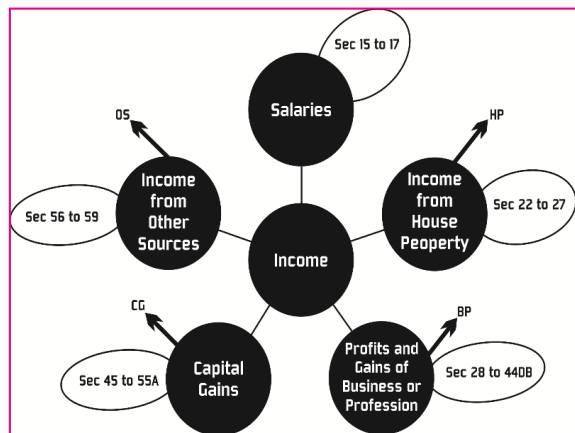 Sec 15 to 17
Salaries
OS
HP
Income
from
Other
Sources
Sec 56 to 59
Income
from
House
Peoperty
Sec 22 to 27
Income
CG
BP
Capital
Gains
Sec 45 to 55A
Profits and
Gains of
Business or
Profession
Sec 28 to 44DB